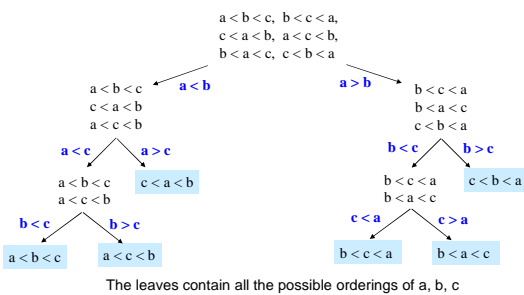 a < b < c, b < c < a,
c < a < b, a < c < b,
b < a < c, c < b < a
a < b
a > b
a < b < c
c < a < b
a < c < b
b < c < a
b < a < c
c < b < a
a < c
a > c
b < c
b > c
a < b < c
a < c < b
c < a < b
b < c < a
b < a < c
c < b < a
b < c
b > c
c < a
c > a
a < b < c
a < c < b
b < c < a
b < a < c
The leaves contain all the possible orderings of a, b, c